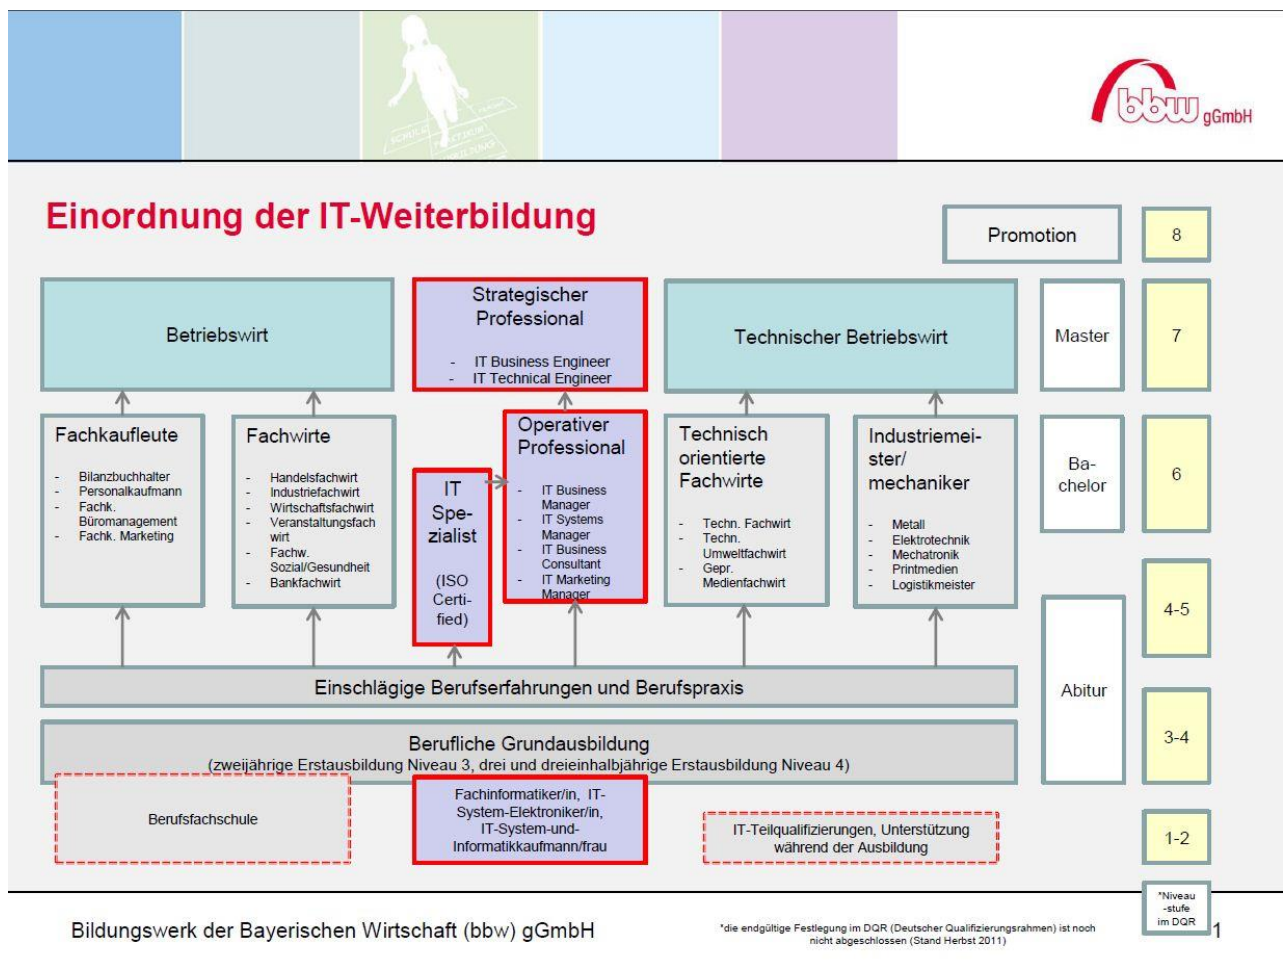 SCHULE
bbw gGmbH
Einordnung der IT-Weiterbildung
Promotion
8
Betriebswirt
Strategischer
Professional
- IT Business Engineer
- IT Technical Engineer
Technischer Betriebswirt
Master
7
Fachkaufleute
- Bilanzbuchhalter
- Personalkaufmann
- Fachk.
Büromanagement
- Fachk. Marketing
Fachwirte
- Handelsfachwirt
- Industriefachwirt
- Wirtschaftsfachwirt
- Veranstaltungsfach
wirt
- Fachw.
Sozial/Gesundheit
- Bankfachwirt
IT
Spe-
zialist
(ISO
Certi-
fied)
Operativer
Professional
- IT Business
Manager
- IT Systems
Manager
- IT Business
Consultant
- IT Marketing
Manager
Technisch
orientierte
Fachwirte
- Techn. Fachwirt
- Techn.
Umweltfachwirt
- Gepr.
Medienfachwirt
Industriemei-
ster/
mechaniker
- Metall
- Elektrotechnik
- Mechatronik
- Printmedien
- Logistikmeister
Ba-
chelor
6
4-5
Einschlägige Berufserfahrungen und Berufspraxis
Abitur
3-4
Berufliche Grundausbildung
(zweijährige Erstausbildung Niveau 3, drei und dreieinhalbjährige Erstausbildung Niveau 4)
Berufsfachschule
Fachinformatiker/in, IT-
System-Elektroniker/in,
IT-System-und-
Informatikkaufmann/frau
IT-Teilqualifizierungen, Unterstützung
während der Ausbildung
1-2
*Niveau
-stufe
im DQR
Bildungswerk der Bayerischen Wirtschaft (bbw) gGmbH
*die endgültige Festlegung im DQR (Deutscher Qualifizierungsrahmen) ist noch
nicht abgeschlossen (Stand Herbst 2011)
1